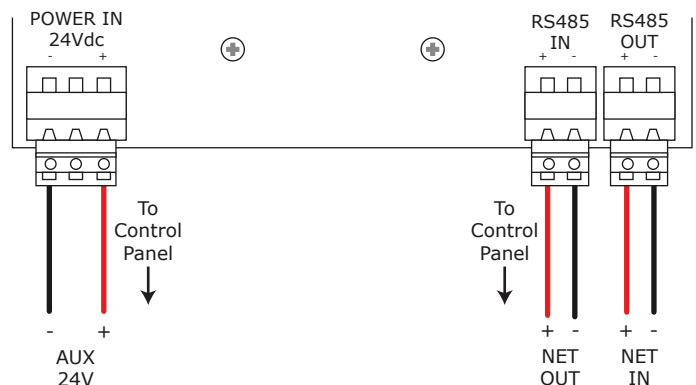 POWER IN
24Vdc
- +
RS485
IN
+ -
RS485
OUT
+ -
To
Control
Panel
To
Control
Panel
- +
AUX
24V
+ -
NET
OUT
+ -
NET
IN